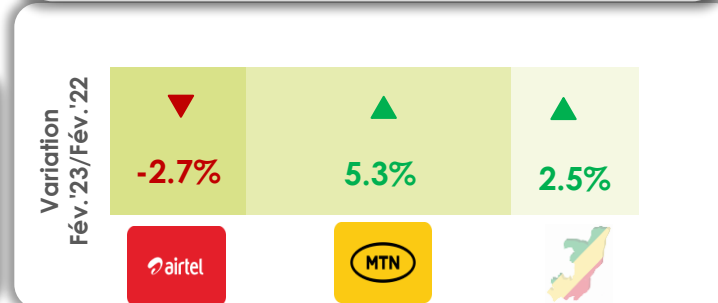 Variation
Fév.'23/Fév.'22
-2.7%
5.3%
2.5%
airtel
MTN